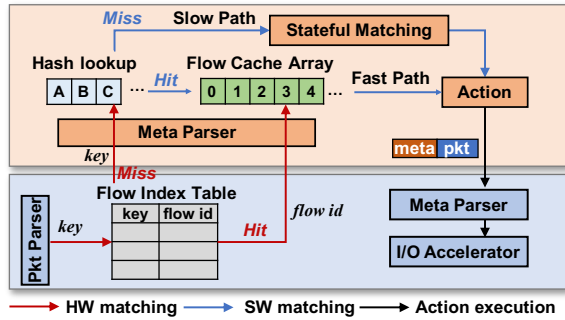 Miss
Slow Path
Stateful Matching
Hash lookup
Flow Cache Array
A B C ...
Hit
0 1 2 3 4 ...
Fast Path
Action
Meta Parser
key
Miss
meta pkt
Flow Index Table
key flow id
Pkt Parser
key
Hit
flow id
Meta Parser
I/O Accelerator
HW matching
SW matching
Action execution